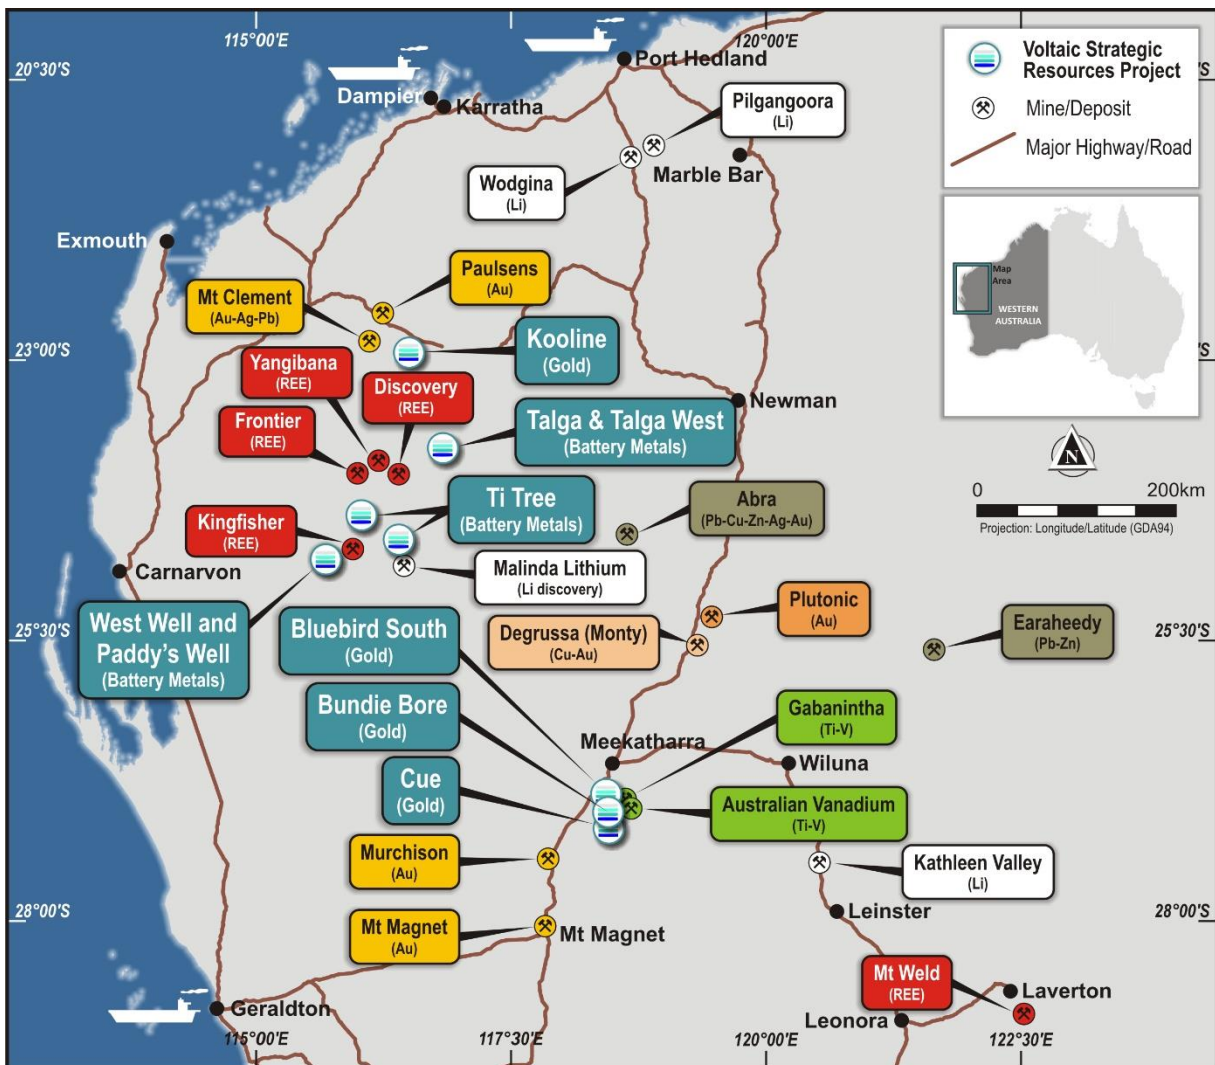 115°00'E
120°00'E
20°30'S
Port Hedland
Dampier
Karratha
Voltaic Strategic
Resources Project
Mine/Deposit
Major Highway/Road
Pilgangoora
(Li)
Wodgina
(Li)
Marble Bar
Exmouth
Paulsens
(Au)
Mt Clement
(Au-Ag-Pb)
Map
Area
WESTERN
AUSTRALIA
Kooline
(Gold)
23°00'S
Yangibana
(REE)
Discovery
(REE)
Newman
Frontier
(REE)
Talga & Talga West
(Battery Metals)
N
0 200km
Projection: Longitude/Latitude (GDA94)
Ti Tree
(Battery Metals)
Abra
(Pb-Cu-Zn-Ag-Au)
Kingfisher
(REE)
Carnarvon
Malinda Lithium
(Li discovery)
West Well and
Paddy's Well
(Battery Metals)
Bluebird South
(Gold)
Degrussa (Monty)
(Cu-Au)
Plutonic
(Au)
Earaheedy
(Pb-Zn)
25°30'S
25°30'S
Bundie Bore
(Gold)
Gabanintha
(Ti-V)
Meekatharra
Wiluna
Cue
(Gold)
Australian Vanadium
(Ti-V)
Murchison
(Au)
Kathleen Valley
(Li)
28°00'S
28°00'S
Leinster
Mt Magnet
(Au)
Mt Magnet
Mt Weld
(REE)
Laverton
Geraldton
Leonora
115°00'E
117°30'E
120°00'E
122°30'E